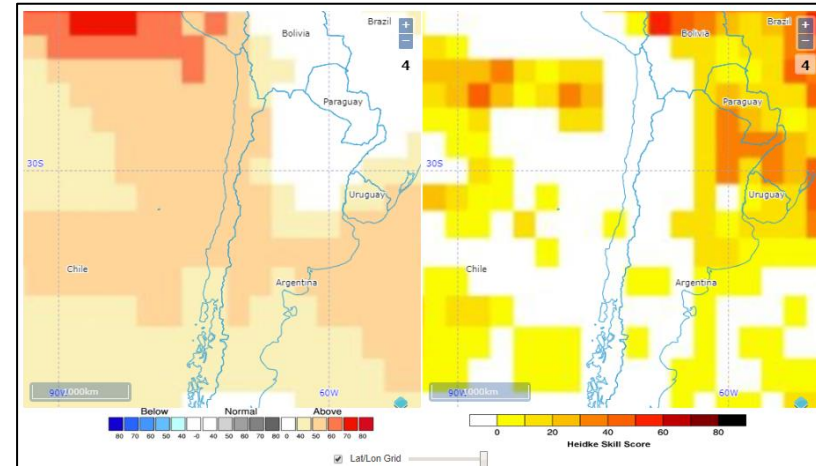 Bolivia
Brazil
+
−
4
Paraguay
30S
Uruguay
Chile
Argentina
1000km
90W
60W
Bolivia
Brazil
+
−
4
Paraguay
30S
Uruguay
Chile
Argentina
1000km
90W
60W
Below Normal Above
80 70 60 50 40 -0 40 50 60 70 80 0 40 50 60 70 80
0 20 40 60 80
Heidke Skill Score
Lat/Lon Grid